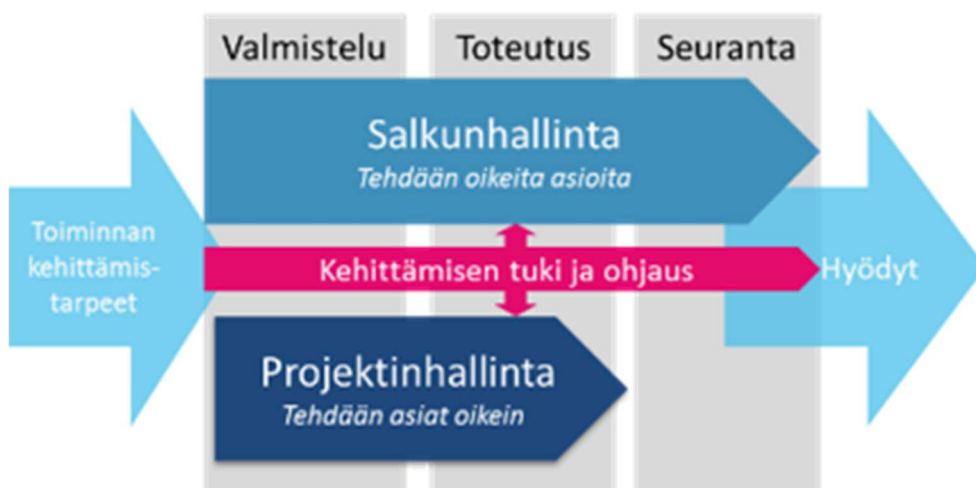 Valmistelu
Toteutus
Seuranta
Salkunhallinta
Tehdään oikeita asioita
Toiminnan
kehittämis-
tarpeet
Kehittämisen tuki ja ohjaus
Hyödyt
Projektinhallinta
Tehdään asiat oikein